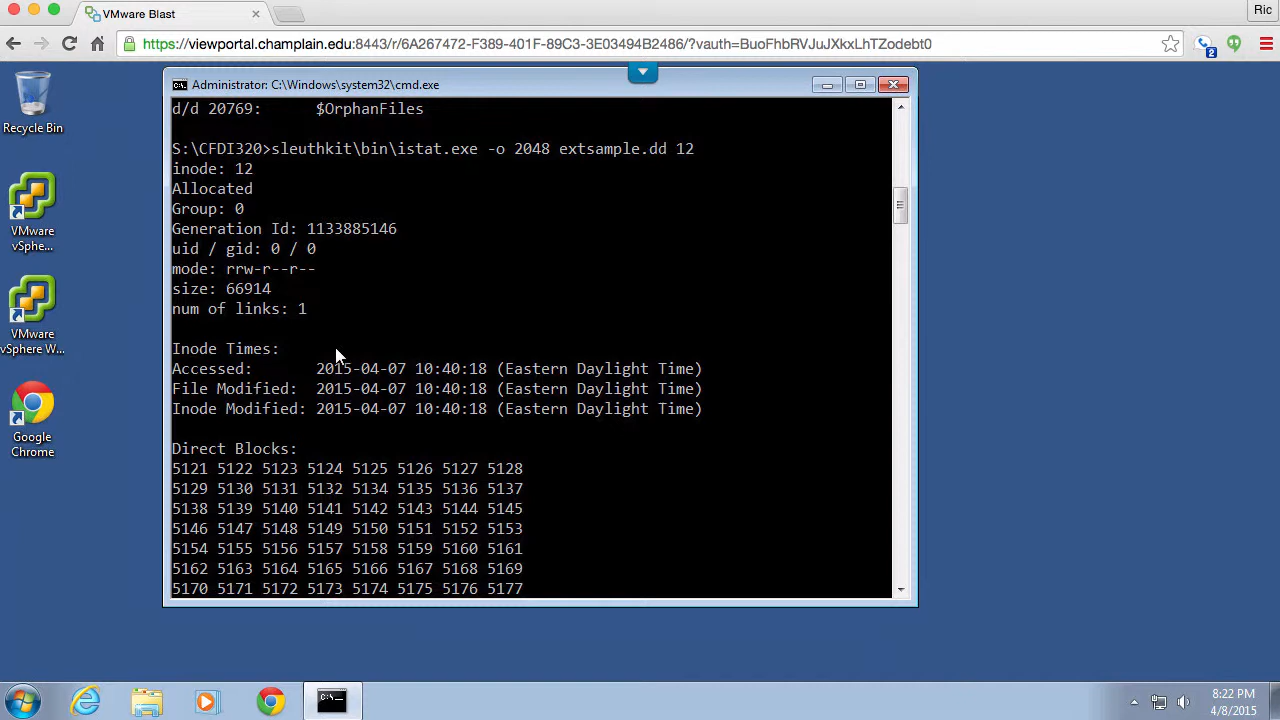 VMware Blast
Ric
https://viewportal.champlain.edu:8443/r/6A267472-F389-401F-89C3-3E03494B2486/?vauth=BuoFhbRVJuJXkxLhTZodebt0
2
Recycle Bin
VMware
vSphe...
VMware
vSphere W...
Google
Chrome
Administrator: C:\Windows\system32\cmd.exe
d/d 20769: $OrphanFiles
S:\CFDI320>sleuthkit\bin\istat.exe -o 2048 extsample.dd 12
inode: 12
Allocated
Group: 0
Generation Id: 1133885146
uid / gid: 0 / 0
mode: rrw-r--r--
size: 66914
num of links: 1
Inode Times:
Accessed: 2015-04-07 10:40:18 (Eastern Daylight Time)
File Modified: 2015-04-07 10:40:18 (Eastern Daylight Time)
Inode Modified: 2015-04-07 10:40:18 (Eastern Daylight Time)
Direct Blocks:
5121 5122 5123 5124 5125 5126 5127 5128
5129 5130 5131 5132 5134 5135 5136 5137
5138 5139 5140 5141 5142 5143 5144 5145
5146 5147 5148 5149 5150 5151 5152 5153
5154 5155 5156 5157 5158 5159 5160 5161
5162 5163 5164 5165 5166 5167 5168 5169
5170 5171 5172 5173 5174 5175 5176 5177
8:22 PM
4/8/2015